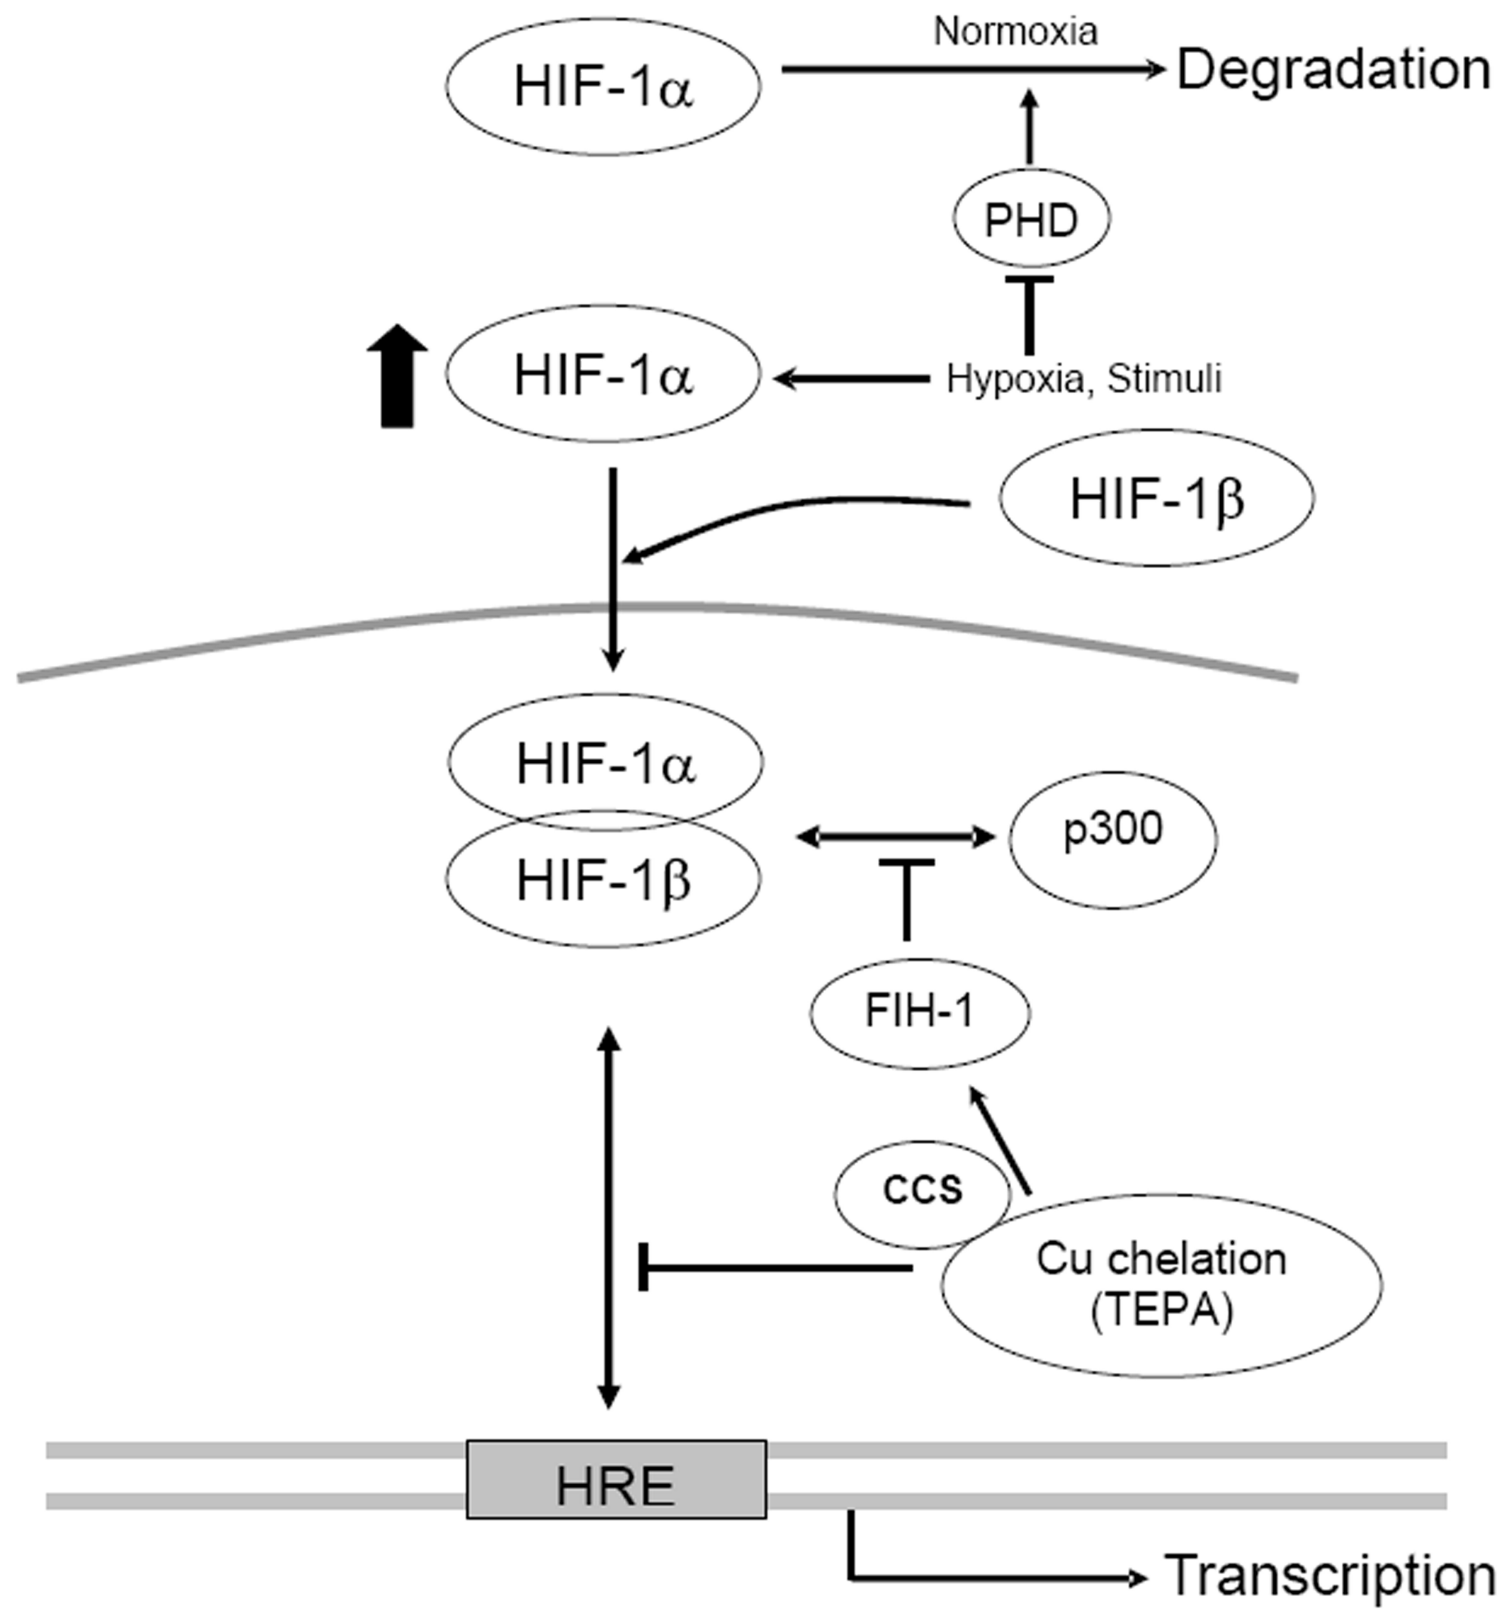 Normoxia
HIF-1α
Degradation
PHD
HIF-1α
Hypoxia, Stimuli
HIF-1β
HIF-1α
p300
HIF-1β
FIH-1
CCS
Cu chelation
(TEPA)
HRE
Transcription